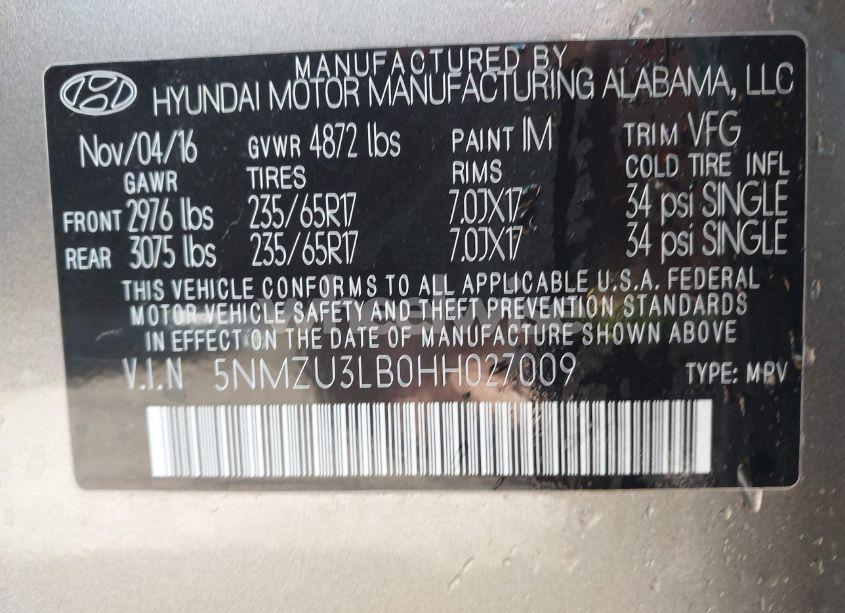 MANUFACTURED BY
HYUNDAI MOTOR MANUFACTURING ALABAMA, LLC
Nov/04/16 GVWR 4872 lbs PAINT IM TRIM VFG
GAWR TIRES RIMS COLD TIRE INFL
FRONT 2976 lbs 235/65R17 7.0JX17 34 psi SINGLE
REAR 3075 lbs 235/65R17 7.0JX17 34 psi SINGLE
THIS VEHICLE CONFORMS TO ALL APPLICABLE U.S.A. FEDERAL
MOTOR VEHICLE SAFETY AND THEFT PREVENTION STANDARDS
IN EFFECT ON THE DATE OF MANUFACTURE SHOWN ABOVE
V.I.N 5NMZU3LB0HH027009 TYPE: MPV